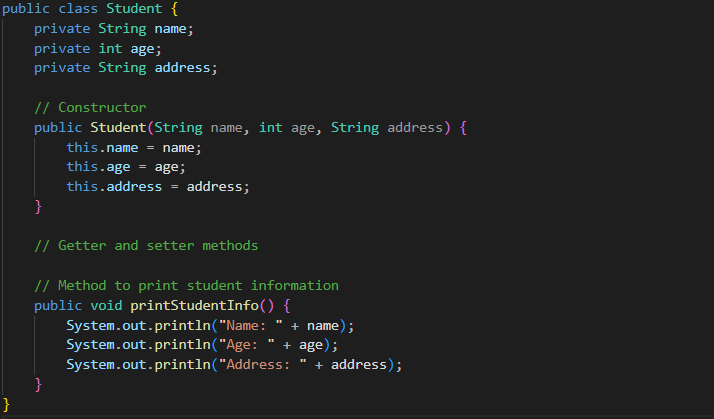 public class Student {
    private String name;
    private int age;
    private String address;

    // Constructor
    public Student(String name, int age, String address) {
        this.name = name;
        this.age = age;
        this.address = address;
    }

    // Getter and setter methods

    // Method to print student information
    public void printStudentInfo() {
        System.out.println("Name: " + name);
        System.out.println("Age: " + age);
        System.out.println("Address: " + address);
    }
}